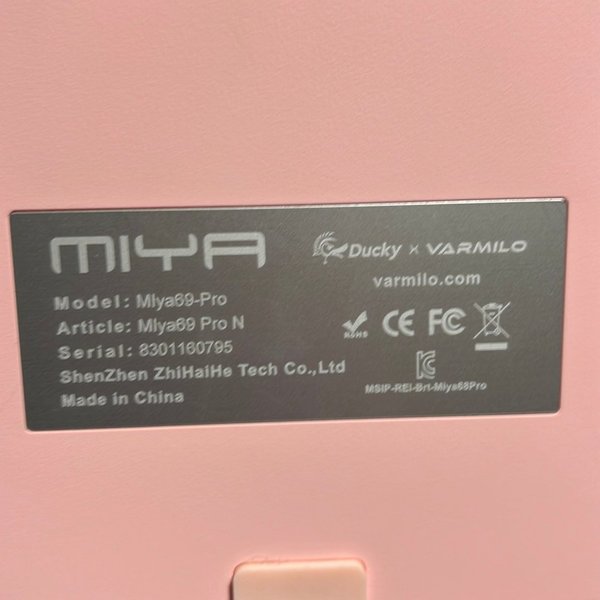 MIYA
Ducky × VARMILO
varmilo.com
Model: MIya69-Pro
Article: MIya69 Pro N
Serial: 8301160795
ShenZhen ZhiHaiHe Tech Co.,Ltd
Made in China
RoHS
CE FC
MSIP-REI-Brt-Miya68Pro